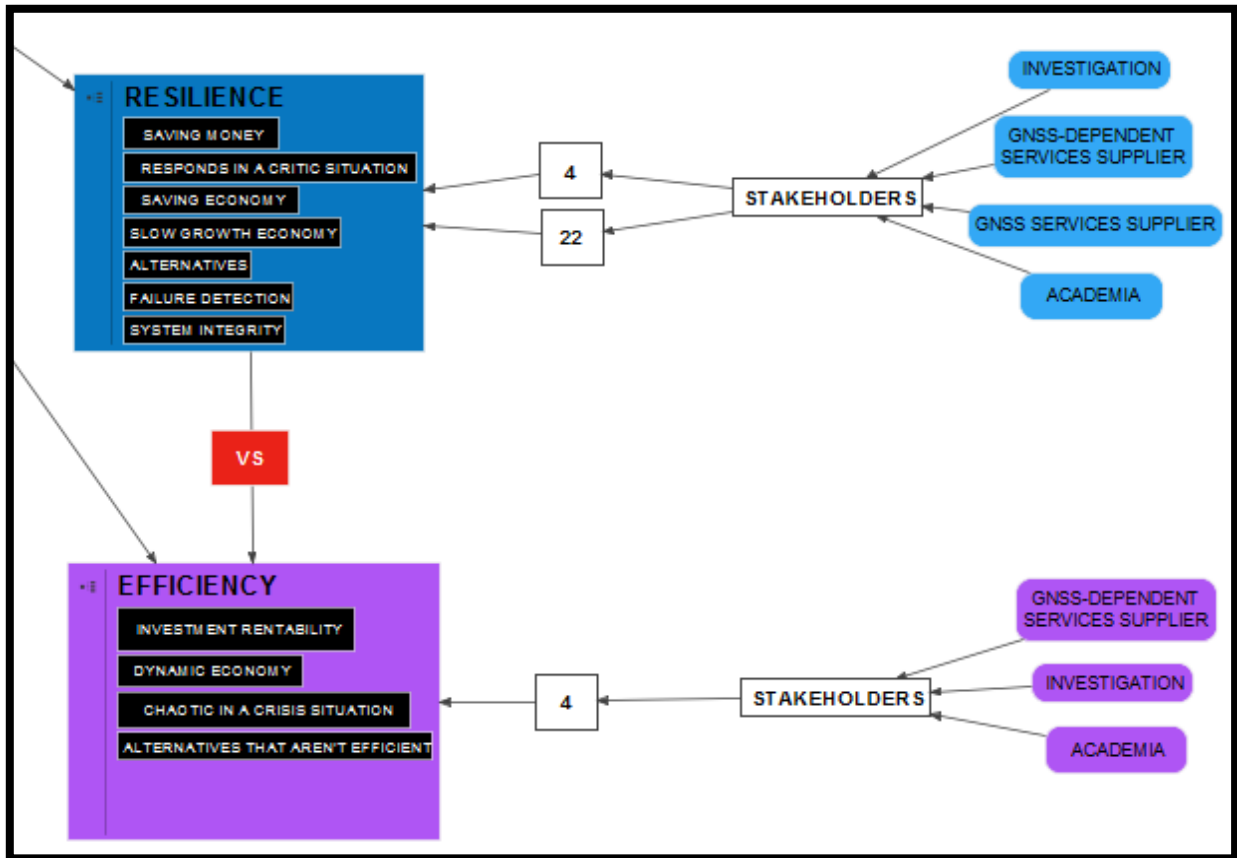 RESILIENCE
SAVING MONEY
RESPONDS IN A CRITIC SITUATION
SAVING ECONOMY
SLOW GROWTH ECONOMY
ALTERNATIVES
FAILURE DETECTION
SYSTEM INTEGRITY
4
22
STAKEHOLDERS
INVESTIGATION
GNSS-DEPENDENT
SERVICES SUPPLIER
GNSS SERVICES SUPPLIER
ACADEMIA
VS
EFFICIENCY
INVESTMENT RENTABILITY
DYNAMIC ECONOMY
CHAOTIC IN A CRISIS SITUATION
ALTERNATIVES THAT AREN'T EFFICIENT
4
STAKEHOLDERS
GNSS-DEPENDENT
SERVICES SUPPLIER
INVESTIGATION
ACADEMIA